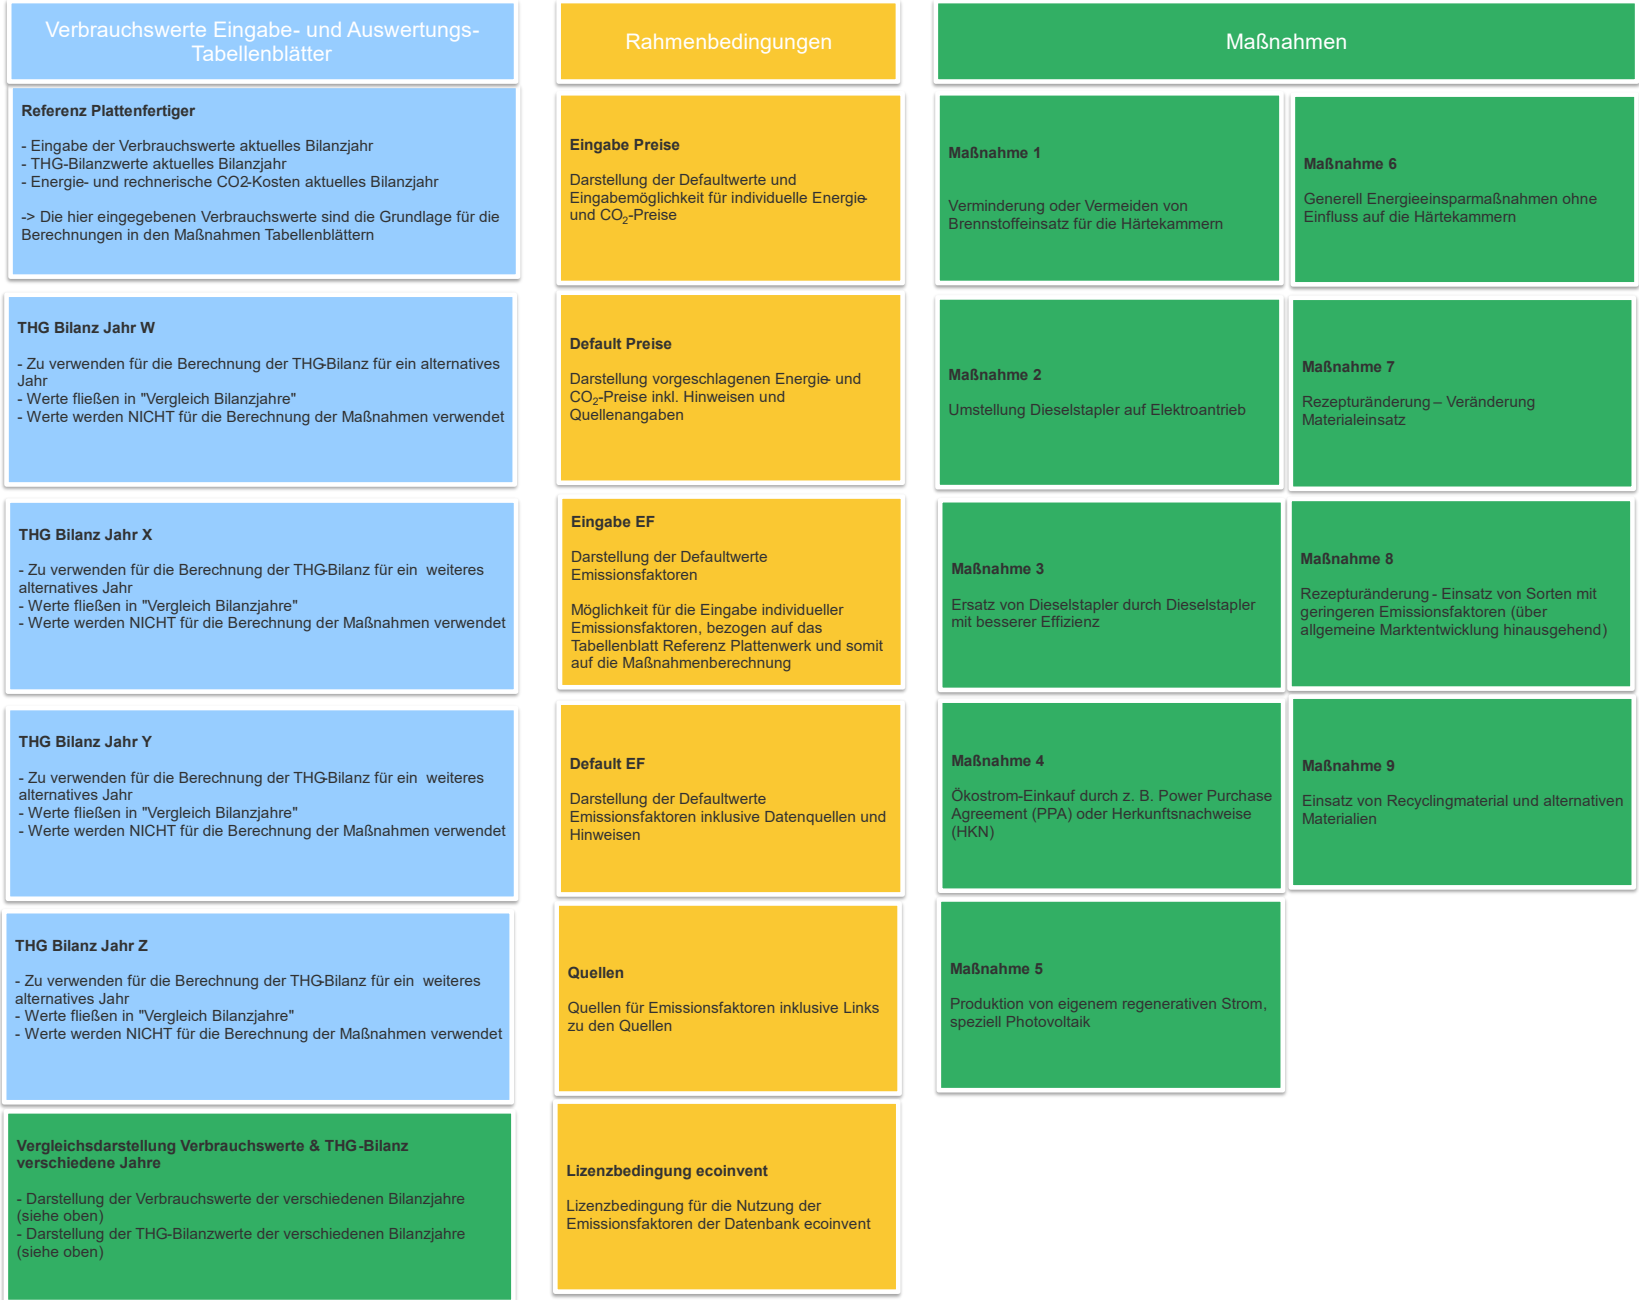 Verbrauchswerte Eingabe- und Auswertungs-
Tabellenblätter
Referenz Plattenfertiger
- Eingabe der Verbrauchswerte aktuelles Bilanzjahr
- THG-Bilanzwerte aktuelles Bilanzjahr
- Energie- und rechnerische CO2-Kosten aktuelles Bilanzjahr
-> Die hier eingegebenen Verbrauchswerte sind die Grundlage für die
Berechnungen in den Maßnahmen Tabellenblättern
THG Bilanz Jahr W
- Zu verwenden für die Berechnung der THG-Bilanz für ein alternatives
Jahr
- Werte fließen in "Vergleich Bilanzjahre"
- Werte werden NICHT für die Berechnung der Maßnahmen verwendet
THG Bilanz Jahr X
- Zu verwenden für die Berechnung der THG-Bilanz für ein weiteres
alternatives Jahr
- Werte fließen in "Vergleich Bilanzjahre"
- Werte werden NICHT für die Berechnung der Maßnahmen verwendet
THG Bilanz Jahr Y
- Zu verwenden für die Berechnung der THG-Bilanz für ein weiteres
alternatives Jahr
- Werte fließen in "Vergleich Bilanzjahre"
- Werte werden NICHT für die Berechnung der Maßnahmen verwendet
THG Bilanz Jahr Z
- Zu verwenden für die Berechnung der THG-Bilanz für ein weiteres
alternatives Jahr
- Werte fließen in "Vergleich Bilanzjahre"
- Werte werden NICHT für die Berechnung der Maßnahmen verwendet
Vergleichsdarstellung Verbrauchswerte & THG-Bilanz
verschiedene Jahre
- Darstellung der Verbrauchswerte der verschiedenen Bilanzjahre
(siehe oben)
- Darstellung der THG-Bilanzwerte der verschiedenen Bilanzjahre
(siehe oben)
Rahmenbedingungen
Eingabe Preise
Darstellung der Defaultwerte und
Eingabemöglichkeit für individuelle Energie-
und CO₂-Preise
Default Preise
Darstellung vorgeschlagenen Energie- und
CO₂-Preise inkl. Hinweisen und
Quellenangaben
Eingabe EF
Darstellung der Defaultwerte
Emissionsfaktoren
Möglichkeit für die Eingabe individueller
Emissionsfaktoren, bezogen auf das
Tabellenblatt Referenz Plattenwerk und somit
auf die Maßnahmenberechnung
Default EF
Darstellung der Defaultwerte
Emissionsfaktoren inklusive Datenquellen und
Hinweisen
Quellen
Quellen für Emissionsfaktoren inklusive Links
zu den Quellen
Lizenzbedingung ecoinvent
Lizenzbedingung für die Nutzung der
Emissionsfaktoren der Datenbank ecoinvent
Maßnahmen
Maßnahme 1
Verminderung oder Vermeiden von
Brennstoffeinsatz für die Härtekammern
Maßnahme 2
Umstellung Dieselstapler auf Elektroantrieb
Maßnahme 3
Ersatz von Dieselstapler durch Dieselstapler
mit besserer Effizienz
Maßnahme 4
Ökostrom-Einkauf durch z. B. Power Purchase
Agreement (PPA) oder Herkunftsnachweise
(HKN)
Maßnahme 5
Produktion von eigenem regenerativen Strom,
speziell Photovoltaik
Maßnahme 6
Generell Energieeinsparmaßnahmen ohne
Einfluss auf die Härtekammern
Maßnahme 7
Rezepturänderung – Veränderung
Materialeinsatz
Maßnahme 8
Rezepturänderung - Einsatz von Sorten mit
geringeren Emissionsfaktoren (über
allgemeine Marktentwicklung hinausgehend)
Maßnahme 9
Einsatz von Recyclingmaterial und alternativen
Materialien